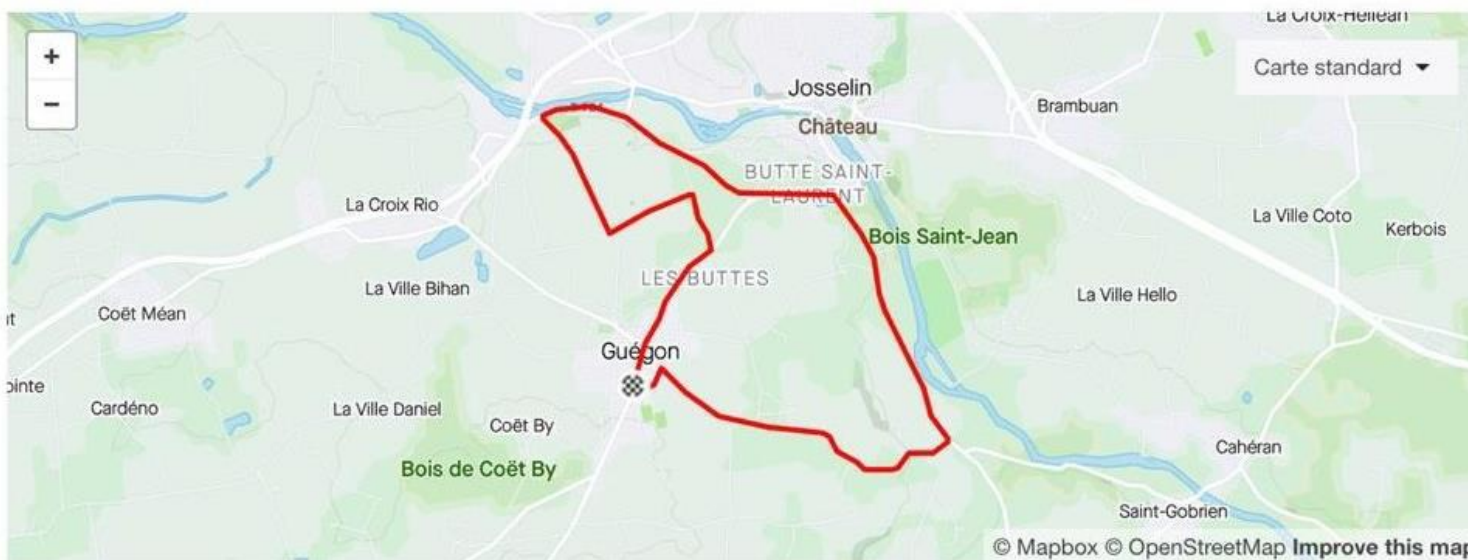 La Croix-Helléan
+
Carte standard
−
Josselin
Brambuan
Château
BUTTE SAINT-
LAURENT
La Croix Rio
La Ville Coto
Kerbois
Bois Saint-Jean
LES BUTTES
La Ville Bihan
La Ville Hello
Coët Méan
Guégon
ointe
Cardéno
La Ville Daniel
Coët By
Cahéran
Bois de Coët By
Saint-Gobrien
© Mapbox © OpenStreetMap Improve this map